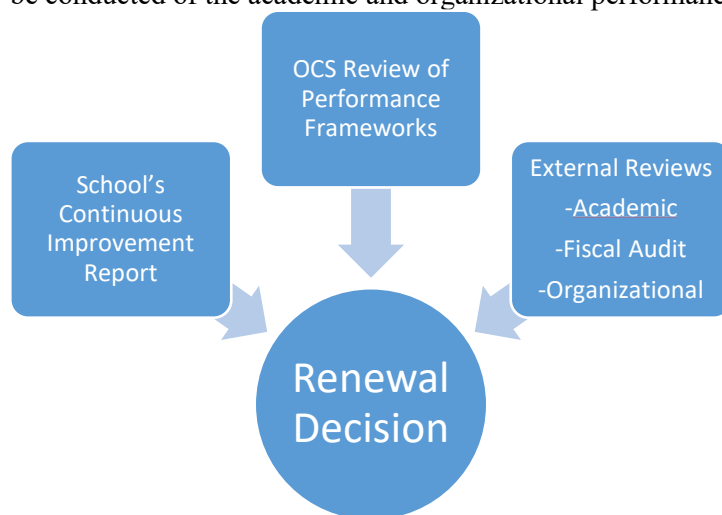 be conducted of the academic and organizational performance
OCS Review of
Performance
Frameworks
School’s
Continuous
Improvement
Report
External Reviews
-Academic
-Fiscal Audit
-Organizational
Renewal
Decision